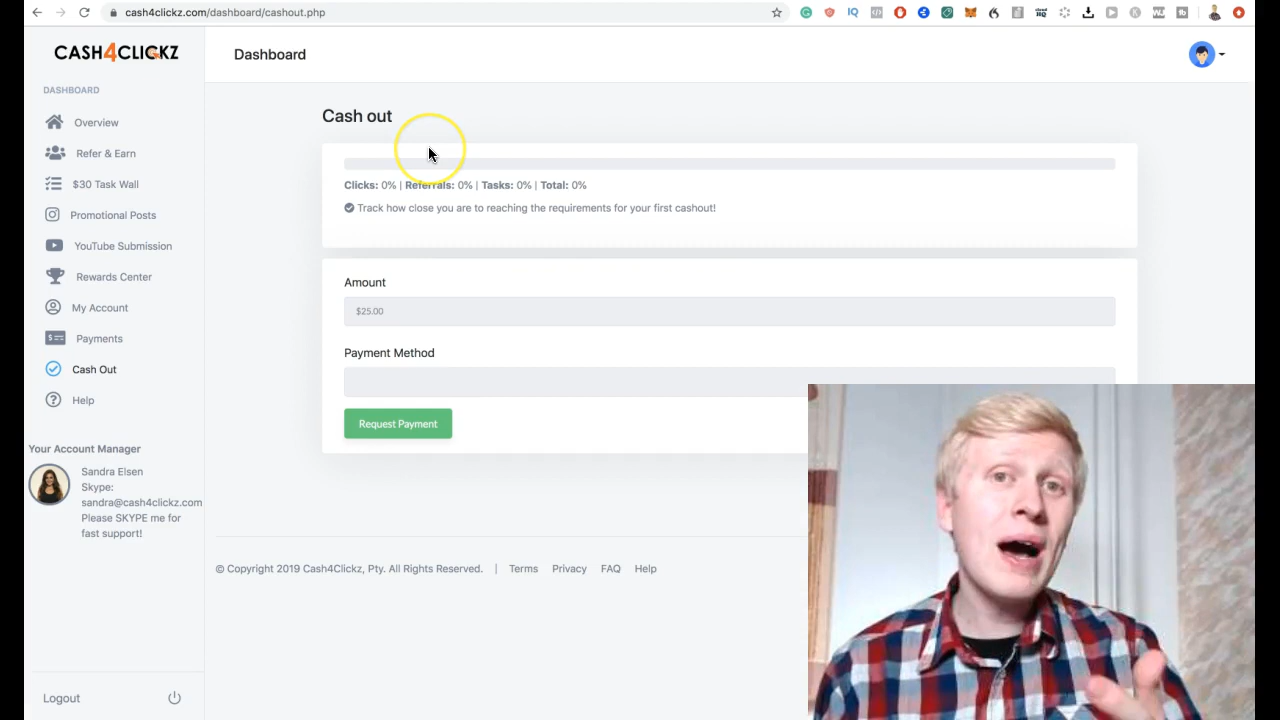 cash4clickz.com/dashboard/cashout.php
CASH4CLICKZ
Dashboard
DASHBOARD
Overview
Refer & Earn
$30 Task Wall
Promotional Posts
YouTube Submission
Rewards Center
My Account
Payments
Cash Out
Help
Your Account Manager
Sandra Elsen
Skype:
sandra@cash4clickz.com
Please SKYPE me for
fast support!
Logout
Cash out
Clicks: 0% | Referrals: 0% | Tasks: 0% | Total: 0%
Track how close you are to reaching the requirements for your first cashout!
Amount
$25.00
Payment Method
Request Payment
© Copyright 2019 Cash4Clickz, Pty. All Rights Reserved. | Terms Privacy FAQ Help